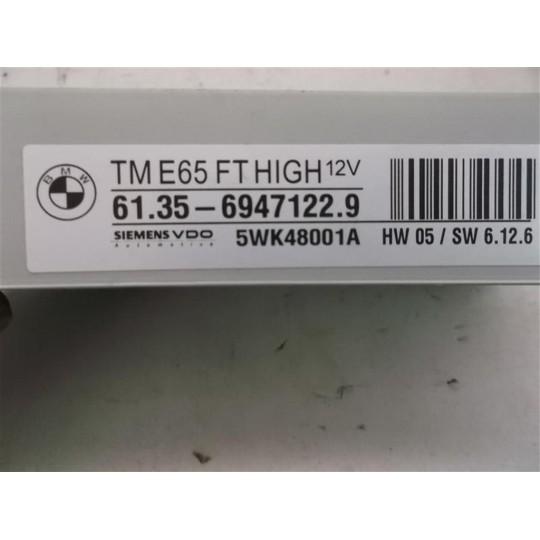 BMW
TM E65 FT HIGH 12V
61.35-6947122.9
SIEMENS VDO 5WK48001A HW 05 / SW 6.12.6
Automotive